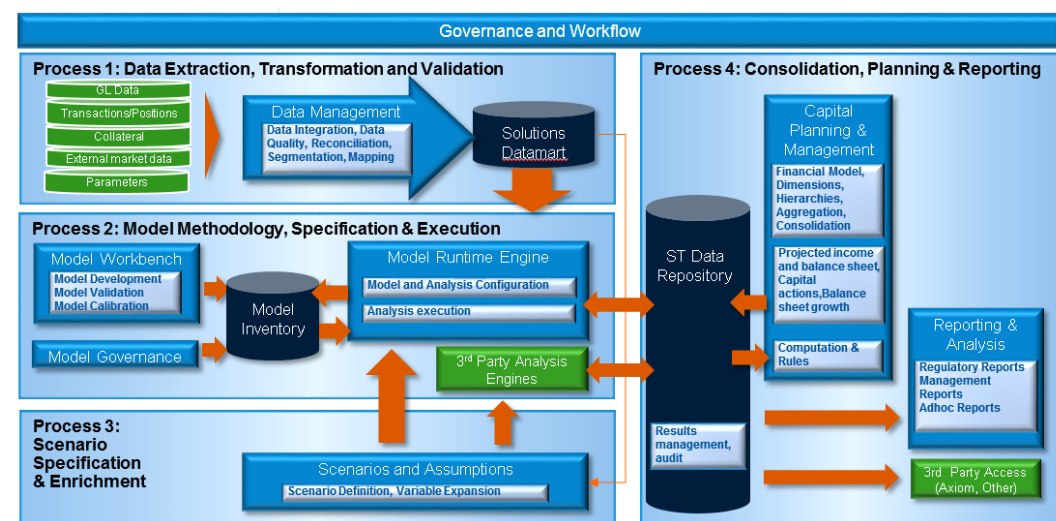 Governance and Workflow
Process 1: Data Extraction, Transformation and Validation
GL Data
Transactions/Positions
Collateral
External market data
Parameters
Data Management
Data Integration, Data
Quality, Reconciliation,
Segmentation, Mapping
Solutions
Datamart
Process 2: Model Methodology, Specification & Execution
Model Workbench
Model Development
Model Validation
Model Calibration
Model Governance
Model
Inventory
Model Runtime Engine
Model and Analysis Configuration
Analysis execution
3rd Party Analysis
Engines
Process 3:
Scenario
Specification
& Enrichment
Scenarios and Assumptions
Scenario Definition, Variable Expansion
Process 4: Consolidation, Planning & Reporting
ST Data
Repository
Results
management,
audit
Capital
Planning &
Management
Financial Model,
Dimensions,
Hierarchies,
Aggregation,
Consolidation
Projected income
and balance sheet,
Capital
actions,Balance
sheet growth
Computation &
Rules
Reporting &
Analysis
Regulatory Reports
Management
Reports
Adhoc Reports
3rd Party Access
(Axiom, Other)